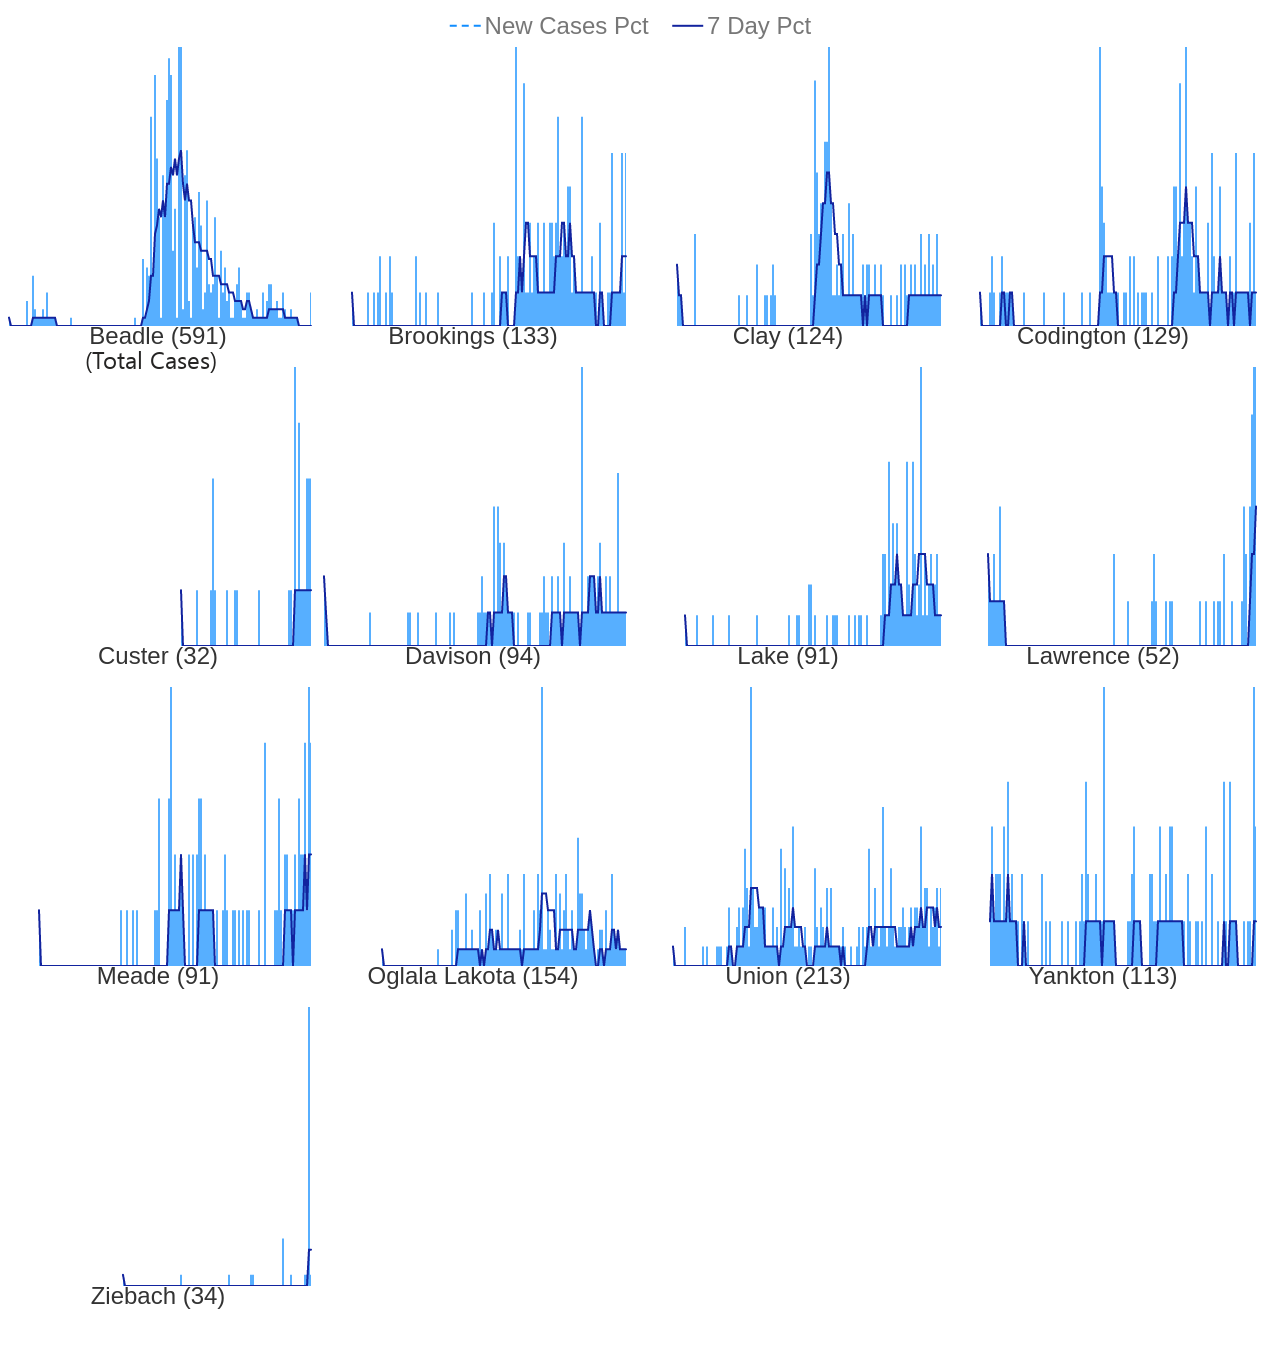 New Cases Pct 7 Day Pct
Beadle (591) Brookings (133) Clay (124) Codington (129)
(Total Cases)
Custer (32) Davison (94) Lake (91) Lawrence (52)
Meade (91) Oglala Lakota (154) Union (213) Yankton (113)
Ziebach (34)